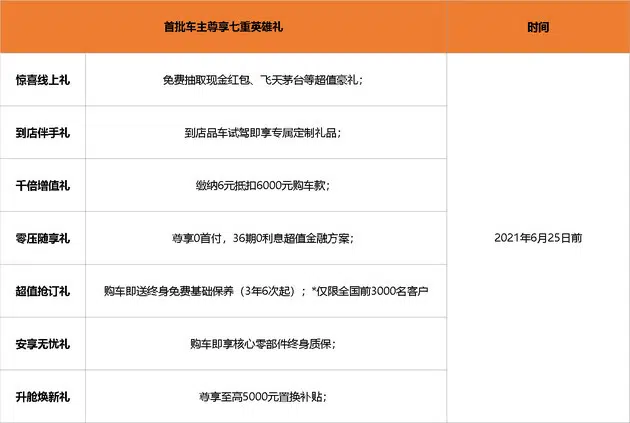 首批车主尊享七重英雄礼 时间
惊喜线上礼 免费抽取现金红包、飞天茅台等超值豪礼；
到店伴手礼 到店品车试驾即享专属定制礼品；
千倍增值礼 缴纳6元抵扣6000元购车款；
零压随享礼 尊享0首付，36期0利息超值金融方案；
2021年6月25日前
超值抢订礼 购车即送终身免费基础保养（3年6次起）；*仅限全国前3000名客户
安享无忧礼 购车即享核心零部件终身质保；
升舱焕新礼 尊享至高5000元置换补贴；